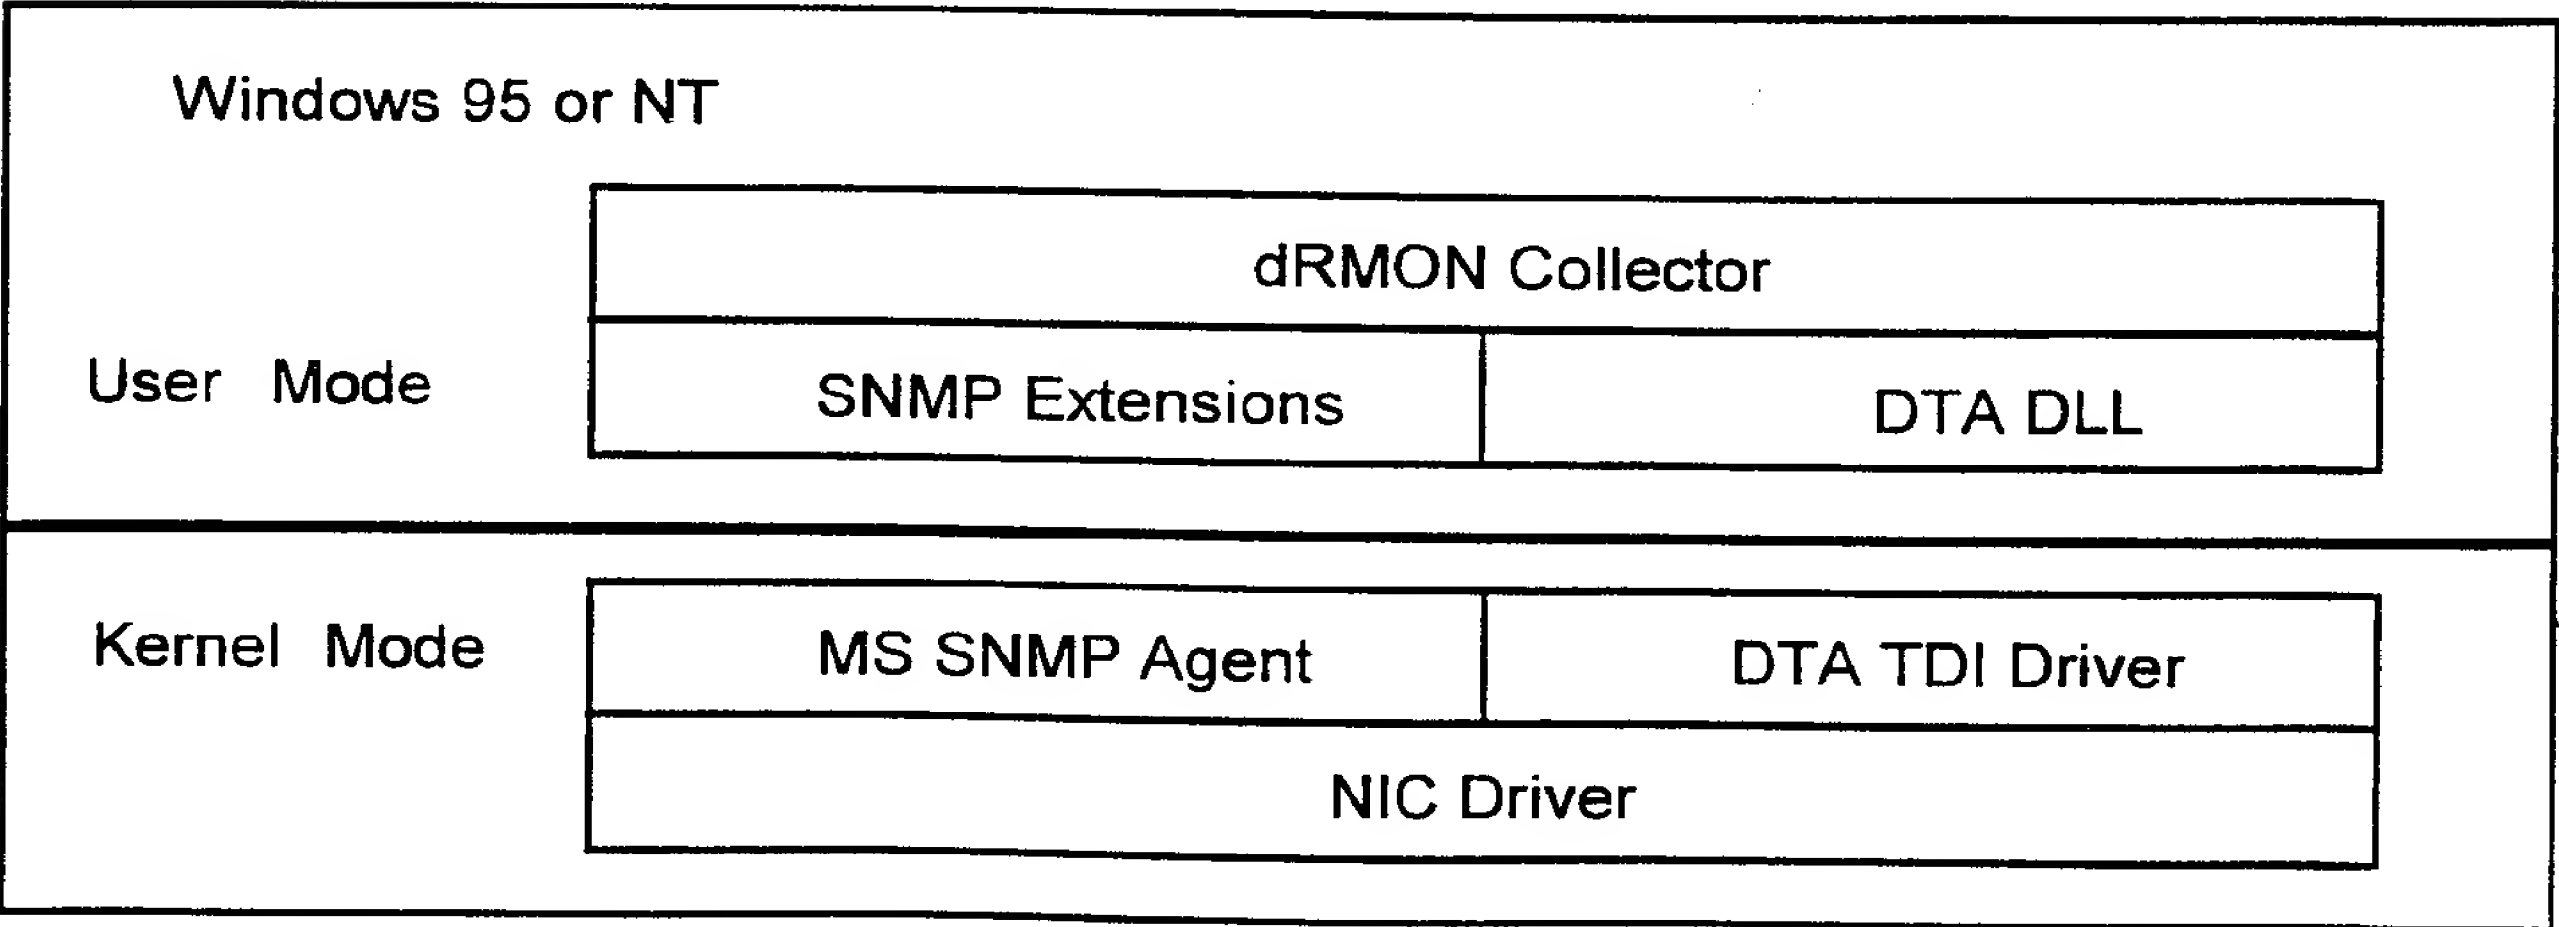 Windows 95 or NT
dRMON Collector
User Mode
SNMP Extensions
DTA DLL
Kernel Mode
MS SNMP Agent
DTA TDI Driver
NIC Driver